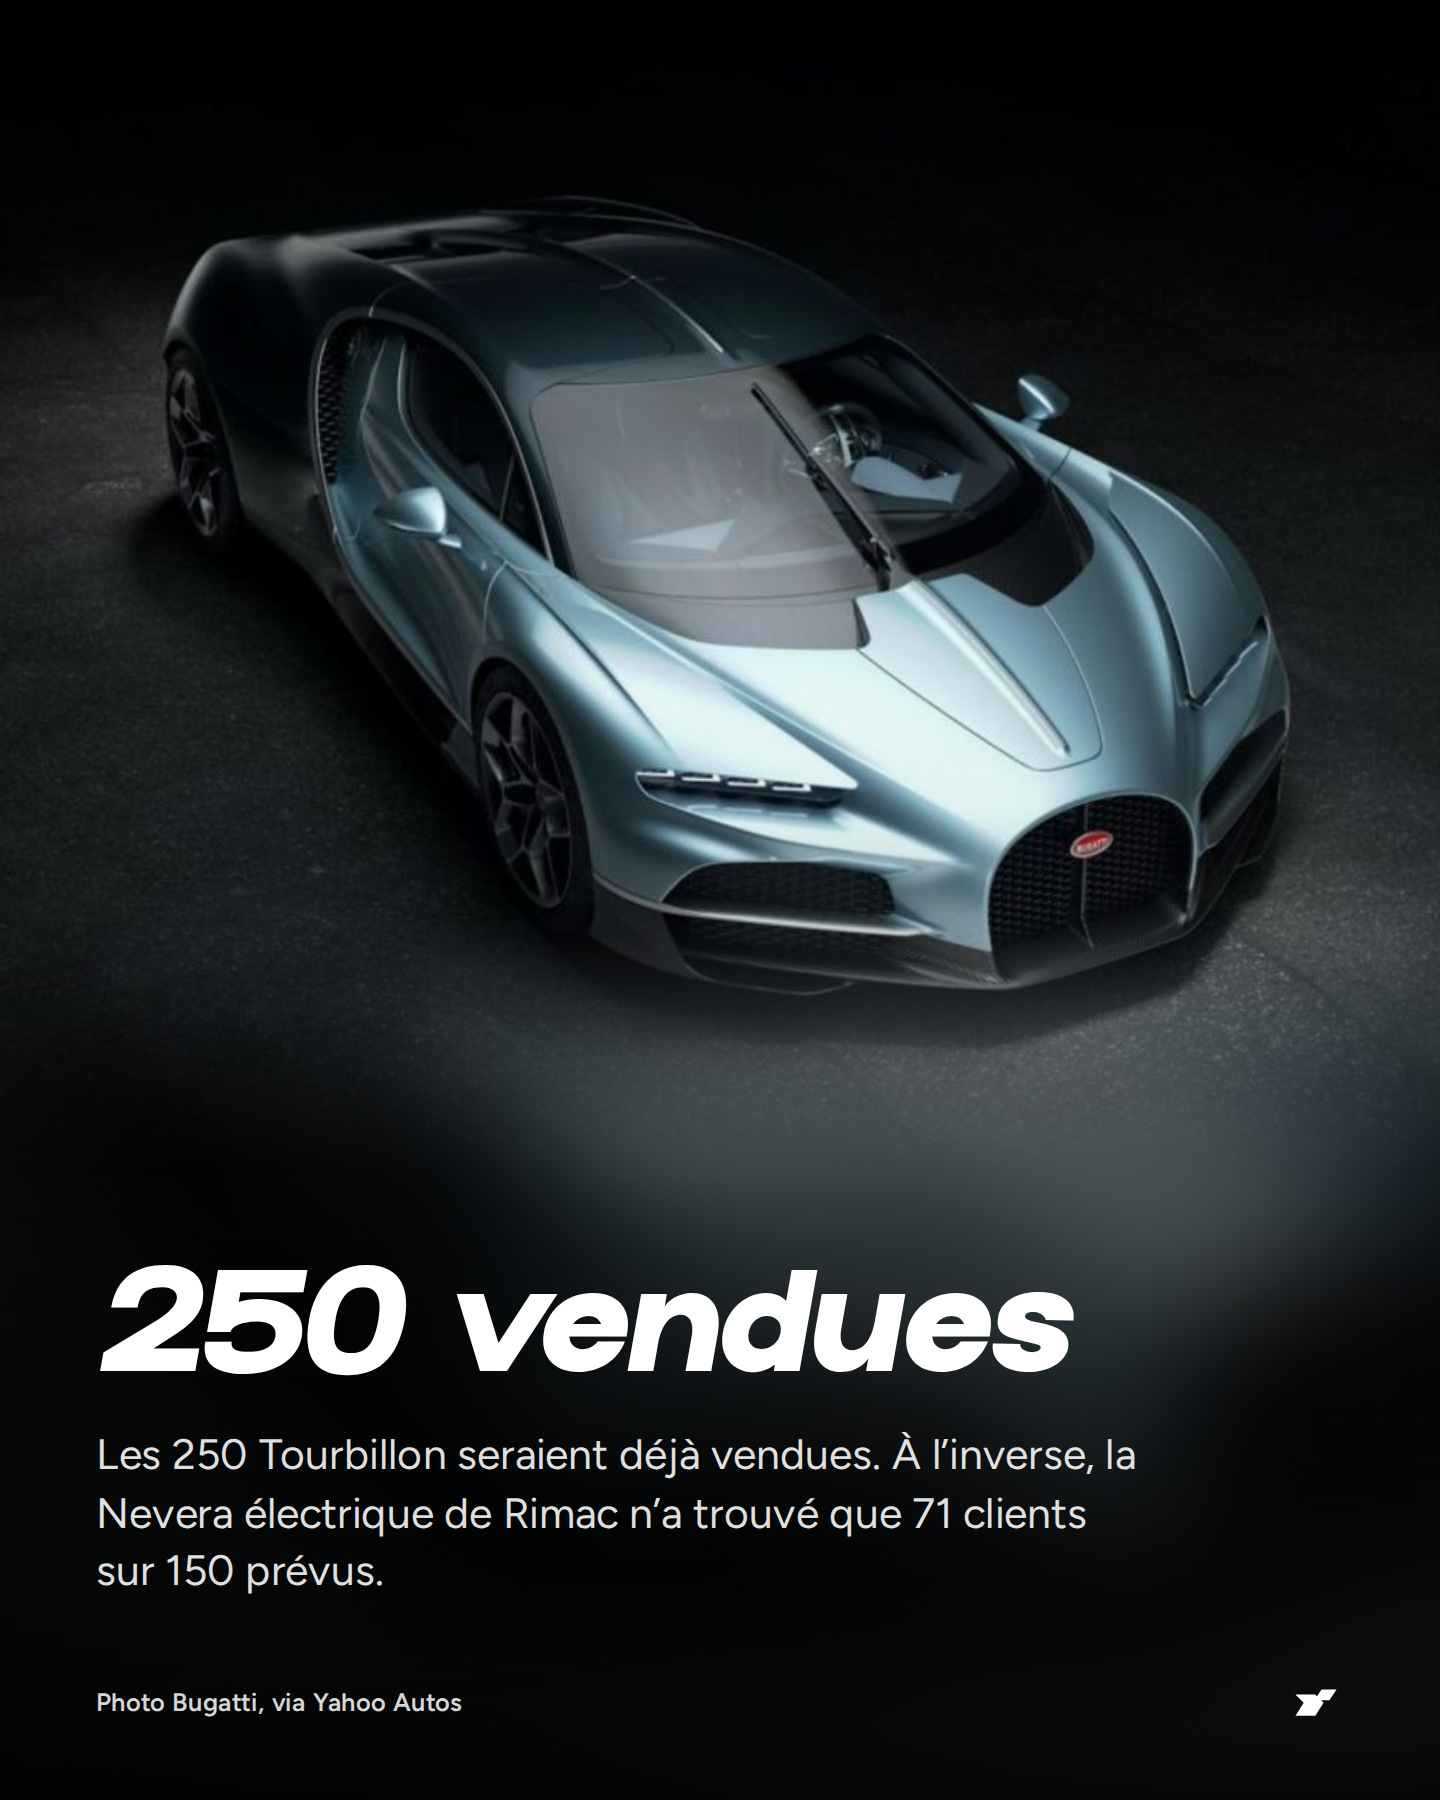 BUGATTI
250 vendues
Les 250 Tourbillon seraient déjà vendues. À l’inverse, la
Nevera électrique de Rimac n’a trouvé que 71 clients
sur 150 prévus.
Photo Bugatti, via Yahoo Autos